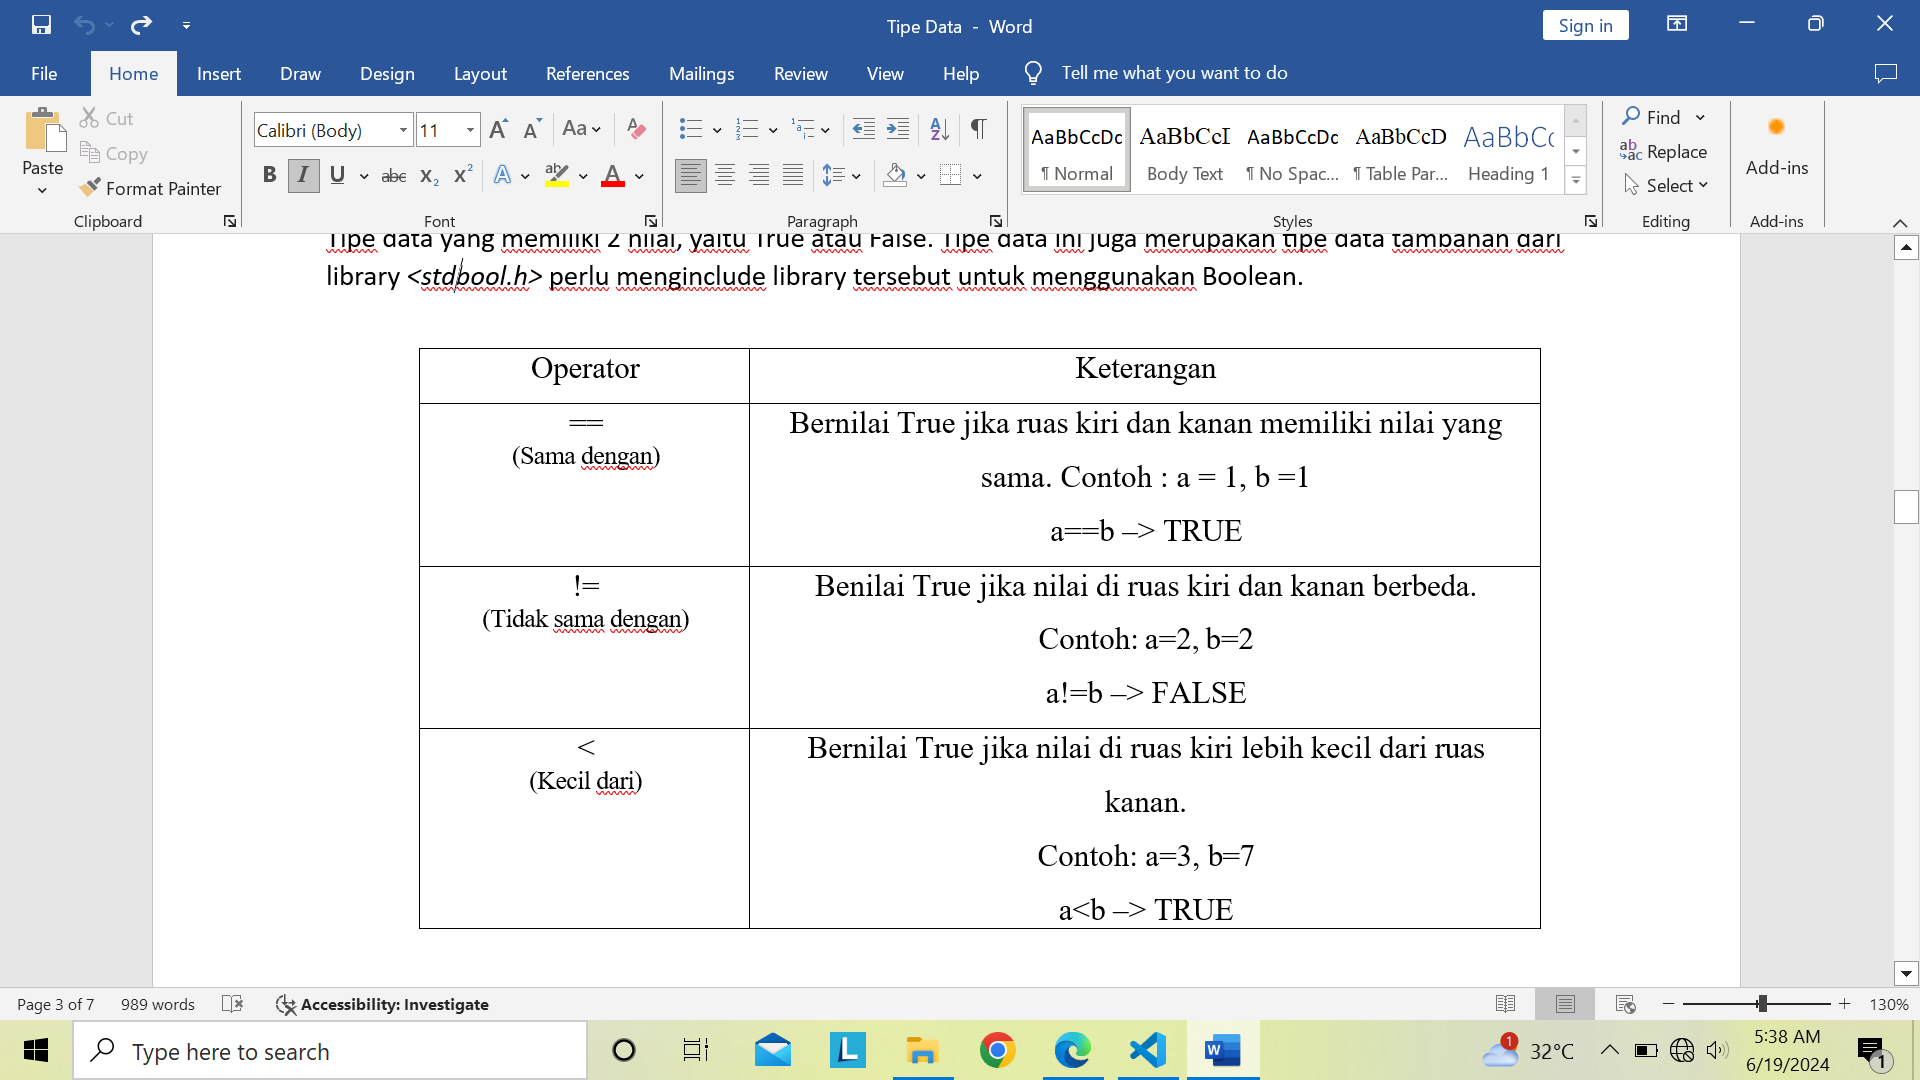 Tipe Data - Word
Sign in
File Home Insert Draw Design Layout References Mailings Review View Help Tell me what you want to do
Paste
Cut
Copy
Format Painter
Clipboard
Calibri (Body) 11
Font
Paragraph
AaBbCcDc AaBbCcI AaBbCcDc AaBbCcD AaBbCc
¶ Normal Body Text ¶ No Spac... ¶ Table Par... Heading 1
Styles
Find
Replace
Select
Editing
Add-ins
Add-ins
Tipe data yang memiliki 2 nilai, yaitu True atau False. Tipe data ini juga merupakan tipe data tambahan dari
library <stdbool.h> perlu menginclude library tersebut untuk menggunakan Boolean.
Operator Keterangan
==
(Sama dengan)
Bernilai True jika ruas kiri dan kanan memiliki nilai yang
sama. Contoh : a = 1, b =1
a==b –> TRUE
!=
(Tidak sama dengan)
Benilai True jika nilai di ruas kiri dan kanan berbeda.
Contoh: a=2, b=2
a!=b –> FALSE
<
(Kecil dari)
Bernilai True jika nilai di ruas kiri lebih kecil dari ruas
kanan.
Contoh: a=3, b=7
a<b –> TRUE
Page 3 of 7 989 words Accessibility: Investigate 130%
Type here to search
1
32°C
5:38 AM
6/19/2024
1